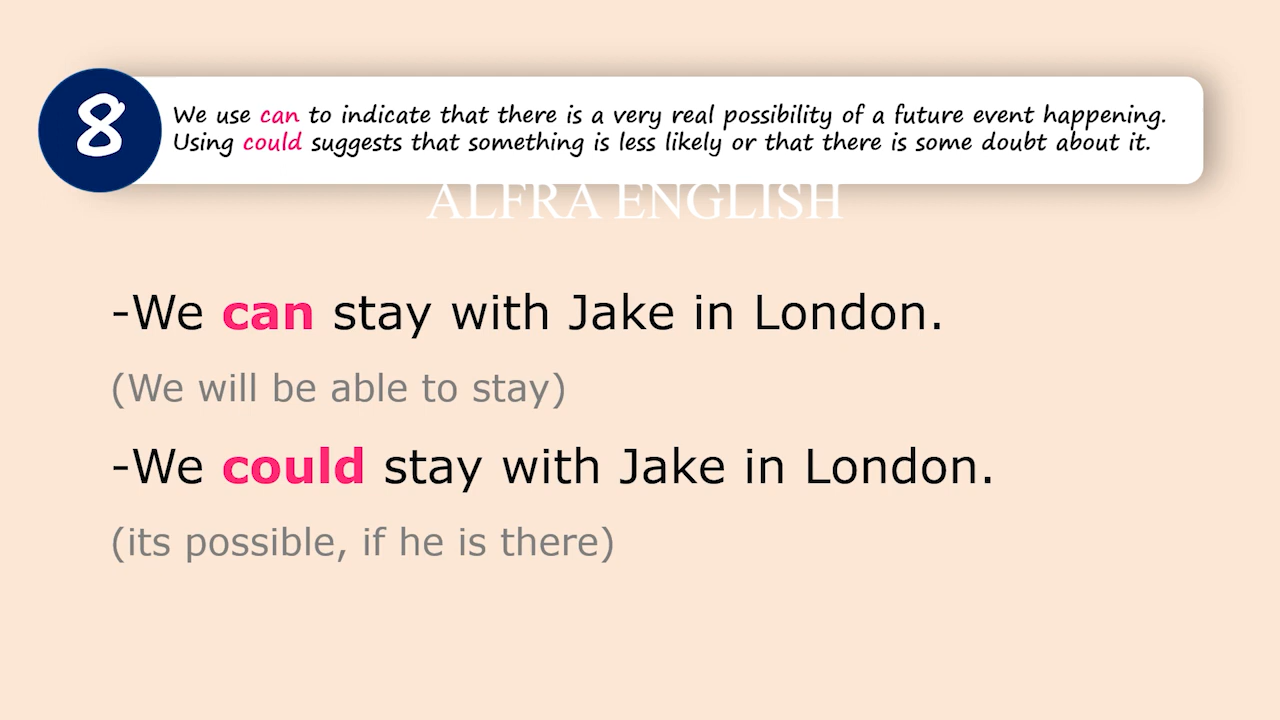 8
We use can to indicate that there is a very real possibility of a future event happening.
Using could suggests that something is less likely or that there is some doubt about it.
ALFRA ENGLISH
-We can stay with Jake in London.
(We will be able to stay)
-We could stay with Jake in London.
(its possible, if he is there)